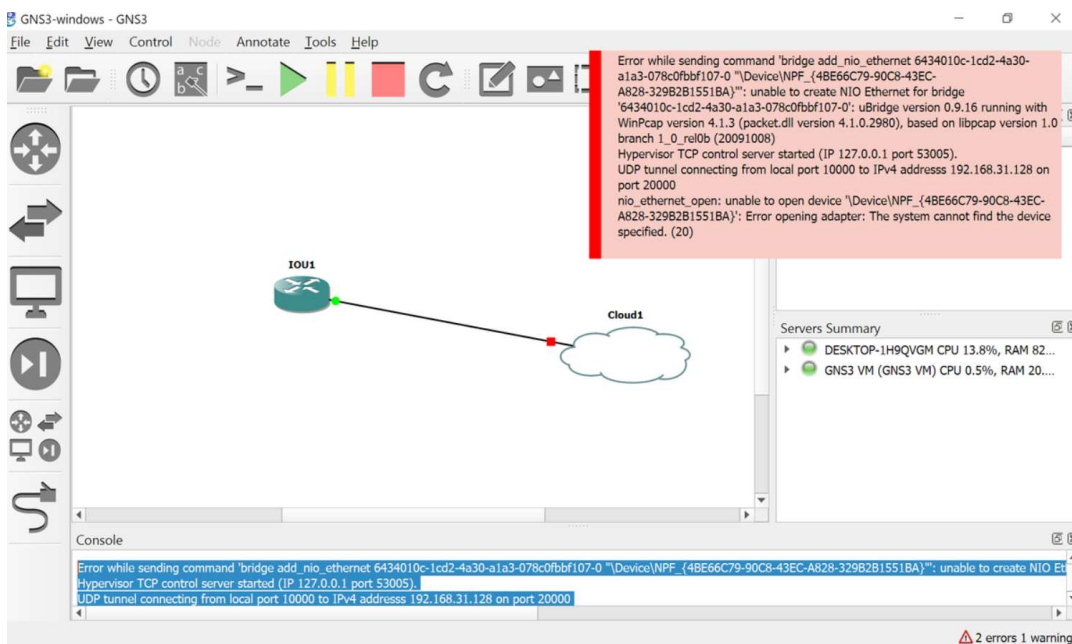 GNS3-windows - GNS3
File Edit View Control Node Annotate Tools Help
Error while sending command 'bridge add_nio_ethernet 6434010c-1cd2-4a30-
a1a3-078c0fbbf107-0 "\Device\NPF_{4BE66C79-90C8-43EC-
A828-329B2B1551BA}"': unable to create NIO Ethernet for bridge
'6434010c-1cd2-4a30-a1a3-078c0fbbf107-0': uBridge version 0.9.16 running with
WinPcap version 4.1.3 (packet.dll version 4.1.0.2980), based on libpcap version 1.0
branch 1_0_rel0b (20091008)
Hypervisor TCP control server started (IP 127.0.0.1 port 53005).
UDP tunnel connecting from local port 10000 to IPv4 addresss 192.168.31.128 on
port 20000
nio_ethernet_open: unable to open device '\Device\NPF_{4BE66C79-90C8-43EC-
A828-329B2B1551BA}': Error opening adapter: The system cannot find the device
specified. (20)
IOU1
Cloud1
Servers Summary
DESKTOP-1H9QVGM CPU 13.8%, RAM 82...
GNS3 VM (GNS3 VM) CPU 0.5%, RAM 20....
Console
Error while sending command 'bridge add_nio_ethernet 6434010c-1cd2-4a30-a1a3-078c0fbbf107-0 "\Device\NPF_{4BE66C79-90C8-43EC-A828-329B2B1551BA}"': unable to create NIO Et
Hypervisor TCP control server started (IP 127.0.0.1 port 53005).
UDP tunnel connecting from local port 10000 to IPv4 addresss 192.168.31.128 on port 20000
2 errors 1 warning